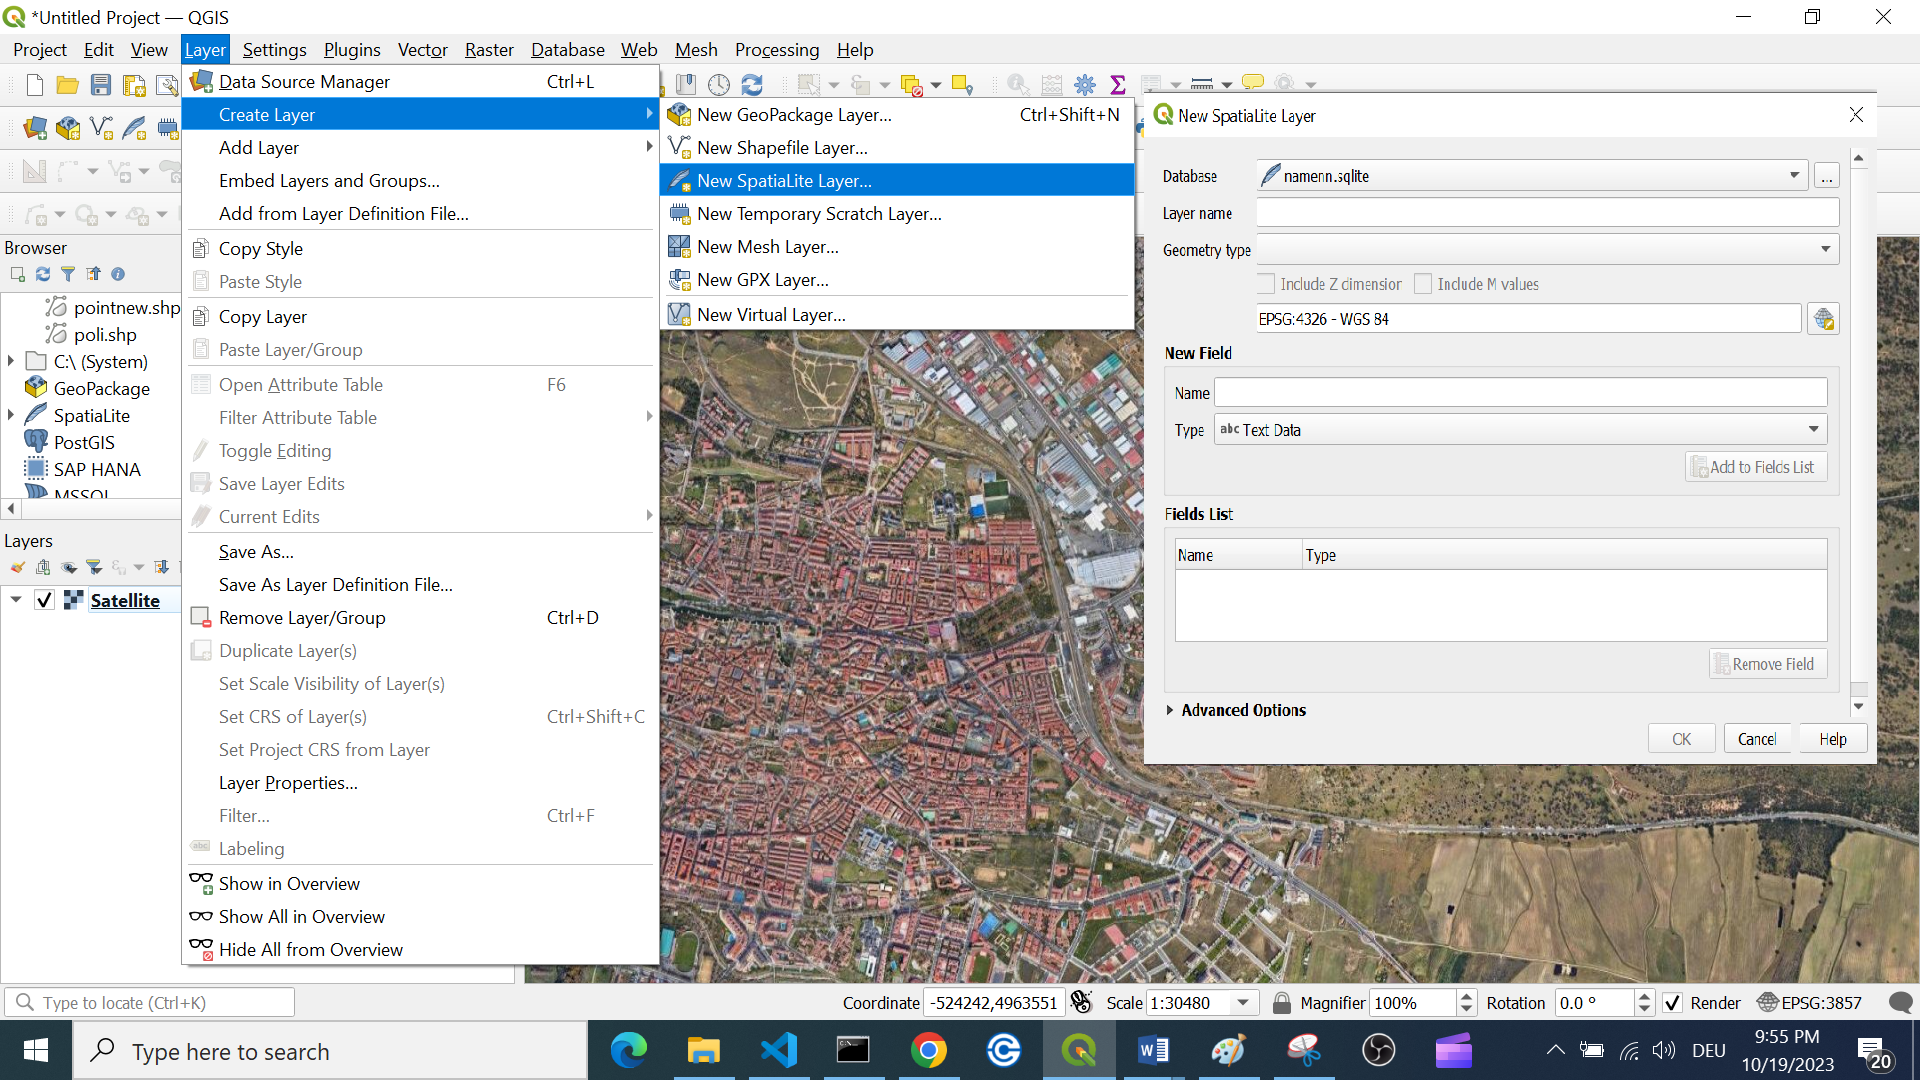 *Untitled Project — QGIS
Project Edit View Layer Settings Plugins Vector Raster Database Web Mesh Processing Help
Data Source Manager Ctrl+L
Create Layer
Add Layer
Embed Layers and Groups...
Add from Layer Definition File...
Copy Style
Paste Style
Copy Layer
Paste Layer/Group
Open Attribute Table F6
Filter Attribute Table
Toggle Editing
Save Layer Edits
Current Edits
Save As...
Save As Layer Definition File...
Remove Layer/Group Ctrl+D
Duplicate Layer(s)
Set Scale Visibility of Layer(s)
Set CRS of Layer(s) Ctrl+Shift+C
Set Project CRS from Layer
Layer Properties...
Filter... Ctrl+F
abc Labeling
Show in Overview
Show All in Overview
Hide All from Overview
New GeoPackage Layer... Ctrl+Shift+N
New Shapefile Layer...
New SpatiaLite Layer...
New Temporary Scratch Layer...
New Mesh Layer...
New GPX Layer...
New Virtual Layer...
New SpatiaLite Layer
Database namenn.sqlite ...
Layer name
Geometry type
Include Z dimension Include M values
EPSG:4326 - WGS 84
New Field
Name
Type abc Text Data
Add to Fields List
Fields List
Name Type
Remove Field
Advanced Options
OK Cancel Help
Browser
pointnew.shp
poli.shp
C:\ (System)
GeoPackage
SpatiaLite
PostGIS
SAP HANA
MSSQL
Layers
Satellite
Type to locate (Ctrl+K)
Coordinate -524242,4963551 Scale 1:30480 Magnifier 100% Rotation 0.0 ° Render EPSG:3857
Type here to search
DEU
9:55 PM
10/19/2023
20